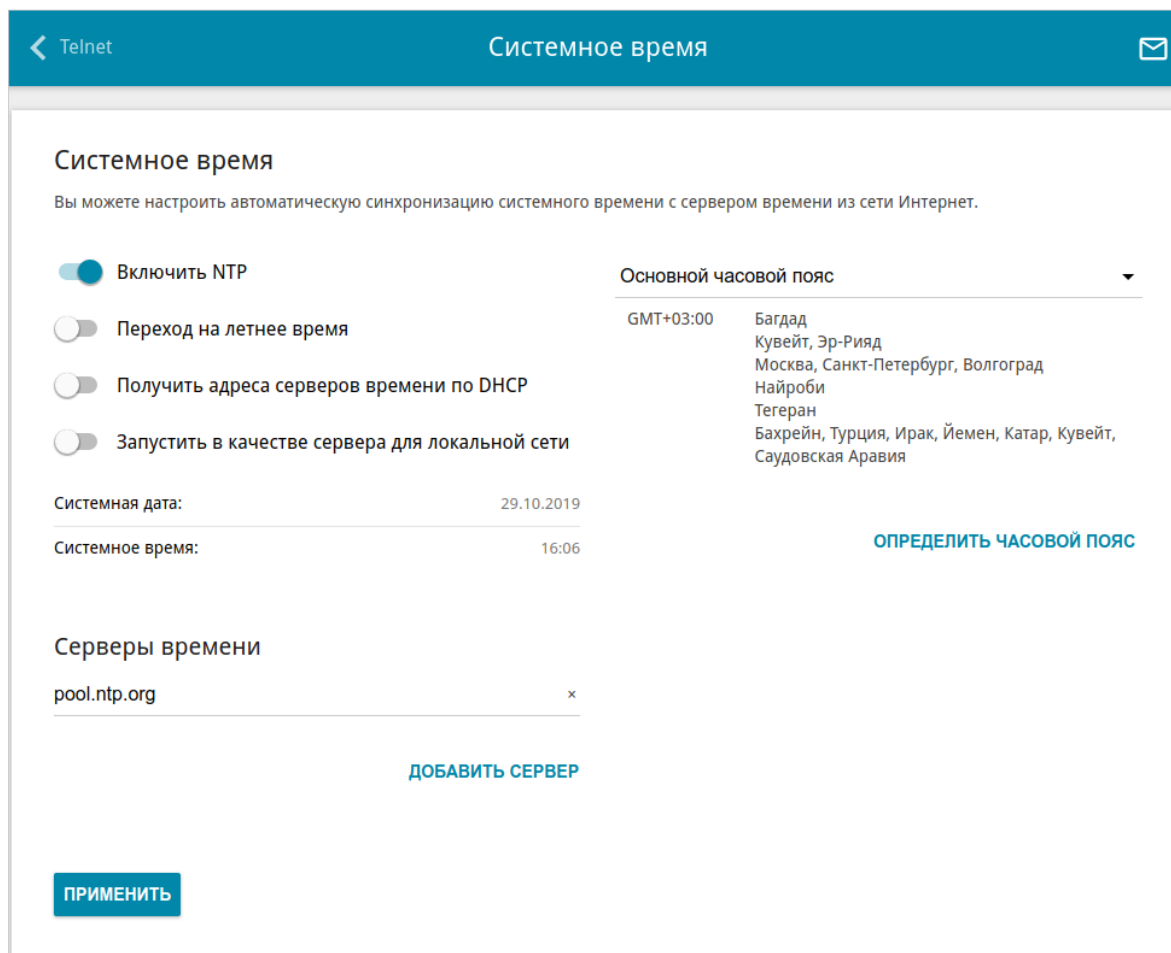 Telnet
Системное время
Системное время
Вы можете настроить автоматическую синхронизацию системного времени с сервером времени из сети Интернет.
Включить NTP
Переход на летнее время
Получить адреса серверов времени по DHCP
Запустить в качестве сервера для локальной сети
Системная дата: 29.10.2019
Системное время: 16:06
Основной часовой пояс
GMT+03:00 Багдад
Кувейт, Эр-Рияд
Москва, Санкт-Петербург, Волгоград
Найроби
Тегеран
Бахрейн, Турция, Ирак, Йемен, Катар, Кувейт,
Саудовская Аравия
ОПРЕДЕЛИТЬ ЧАСОВОЙ ПОЯС
Серверы времени
pool.ntp.org ×
ДОБАВИТЬ СЕРВЕР
ПРИМЕНИТЬ